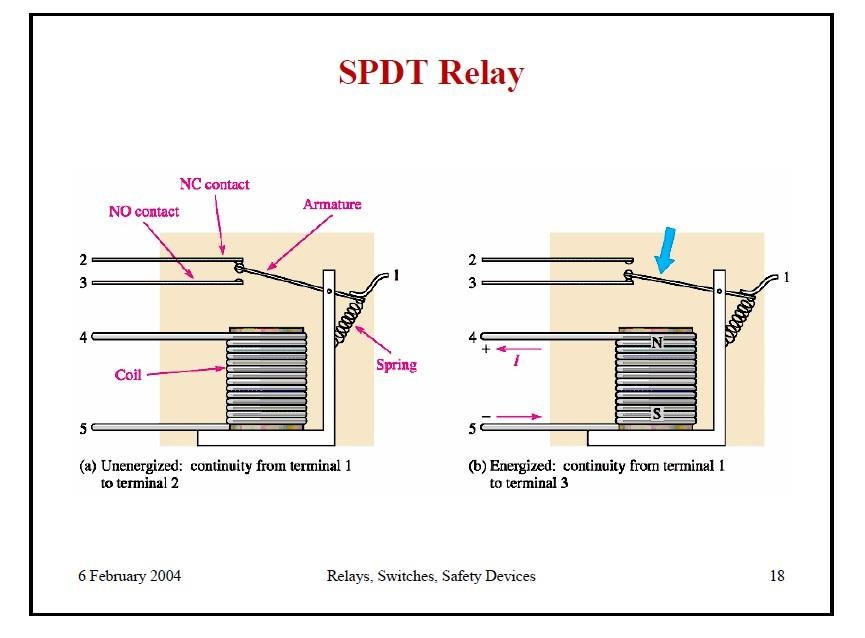 SPDT Relay
NC contact
NO contact
Armature
2
3
1
4
Coil
Spring
5
(a) Unenergized: continuity from terminal 1
to terminal 2
2
3
1
4
+
I
N
−
S
5
(b) Energized: continuity from terminal 1
to terminal 3
6 February 2004
Relays, Switches, Safety Devices
18